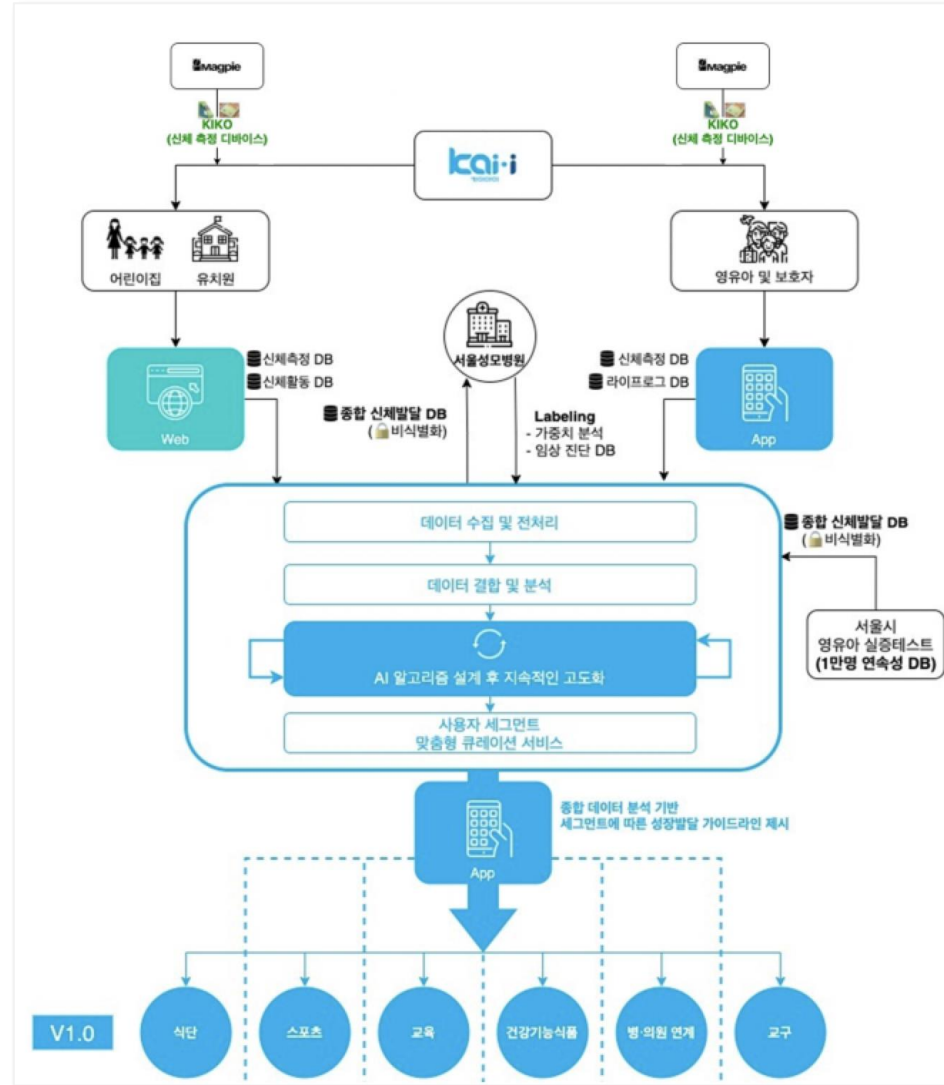 Magpie
Magpie
KIKO
(신체 측정 디바이스)
KIKO
(신체 측정 디바이스)
kai·i
어린이집
유치원
영유아 및 보호자
서울성모병원
신체측정 DB
신체활동 DB
Web
신체측정 DB
라이프로그 DB
App
종합 신체발달 DB
(비식별화)
Labeling
- 가중치 분석
- 임상 진단 DB
데이터 수집 및 전처리
데이터 결합 및 분석
AI 알고리즘 설계 후 지속적인 고도화
사용자 세그먼트
맞춤형 큐레이션 서비스
종합 신체발달 DB
(비식별화)
서울시
영유아 실증테스트
(1만명 연속성 DB)
App
종합 데이터 분석 기반
세그먼트에 따른 성장발달 가이드라인 제시
V1.0
식단
스포츠
교육
건강기능식품
병·의원 연계
교구